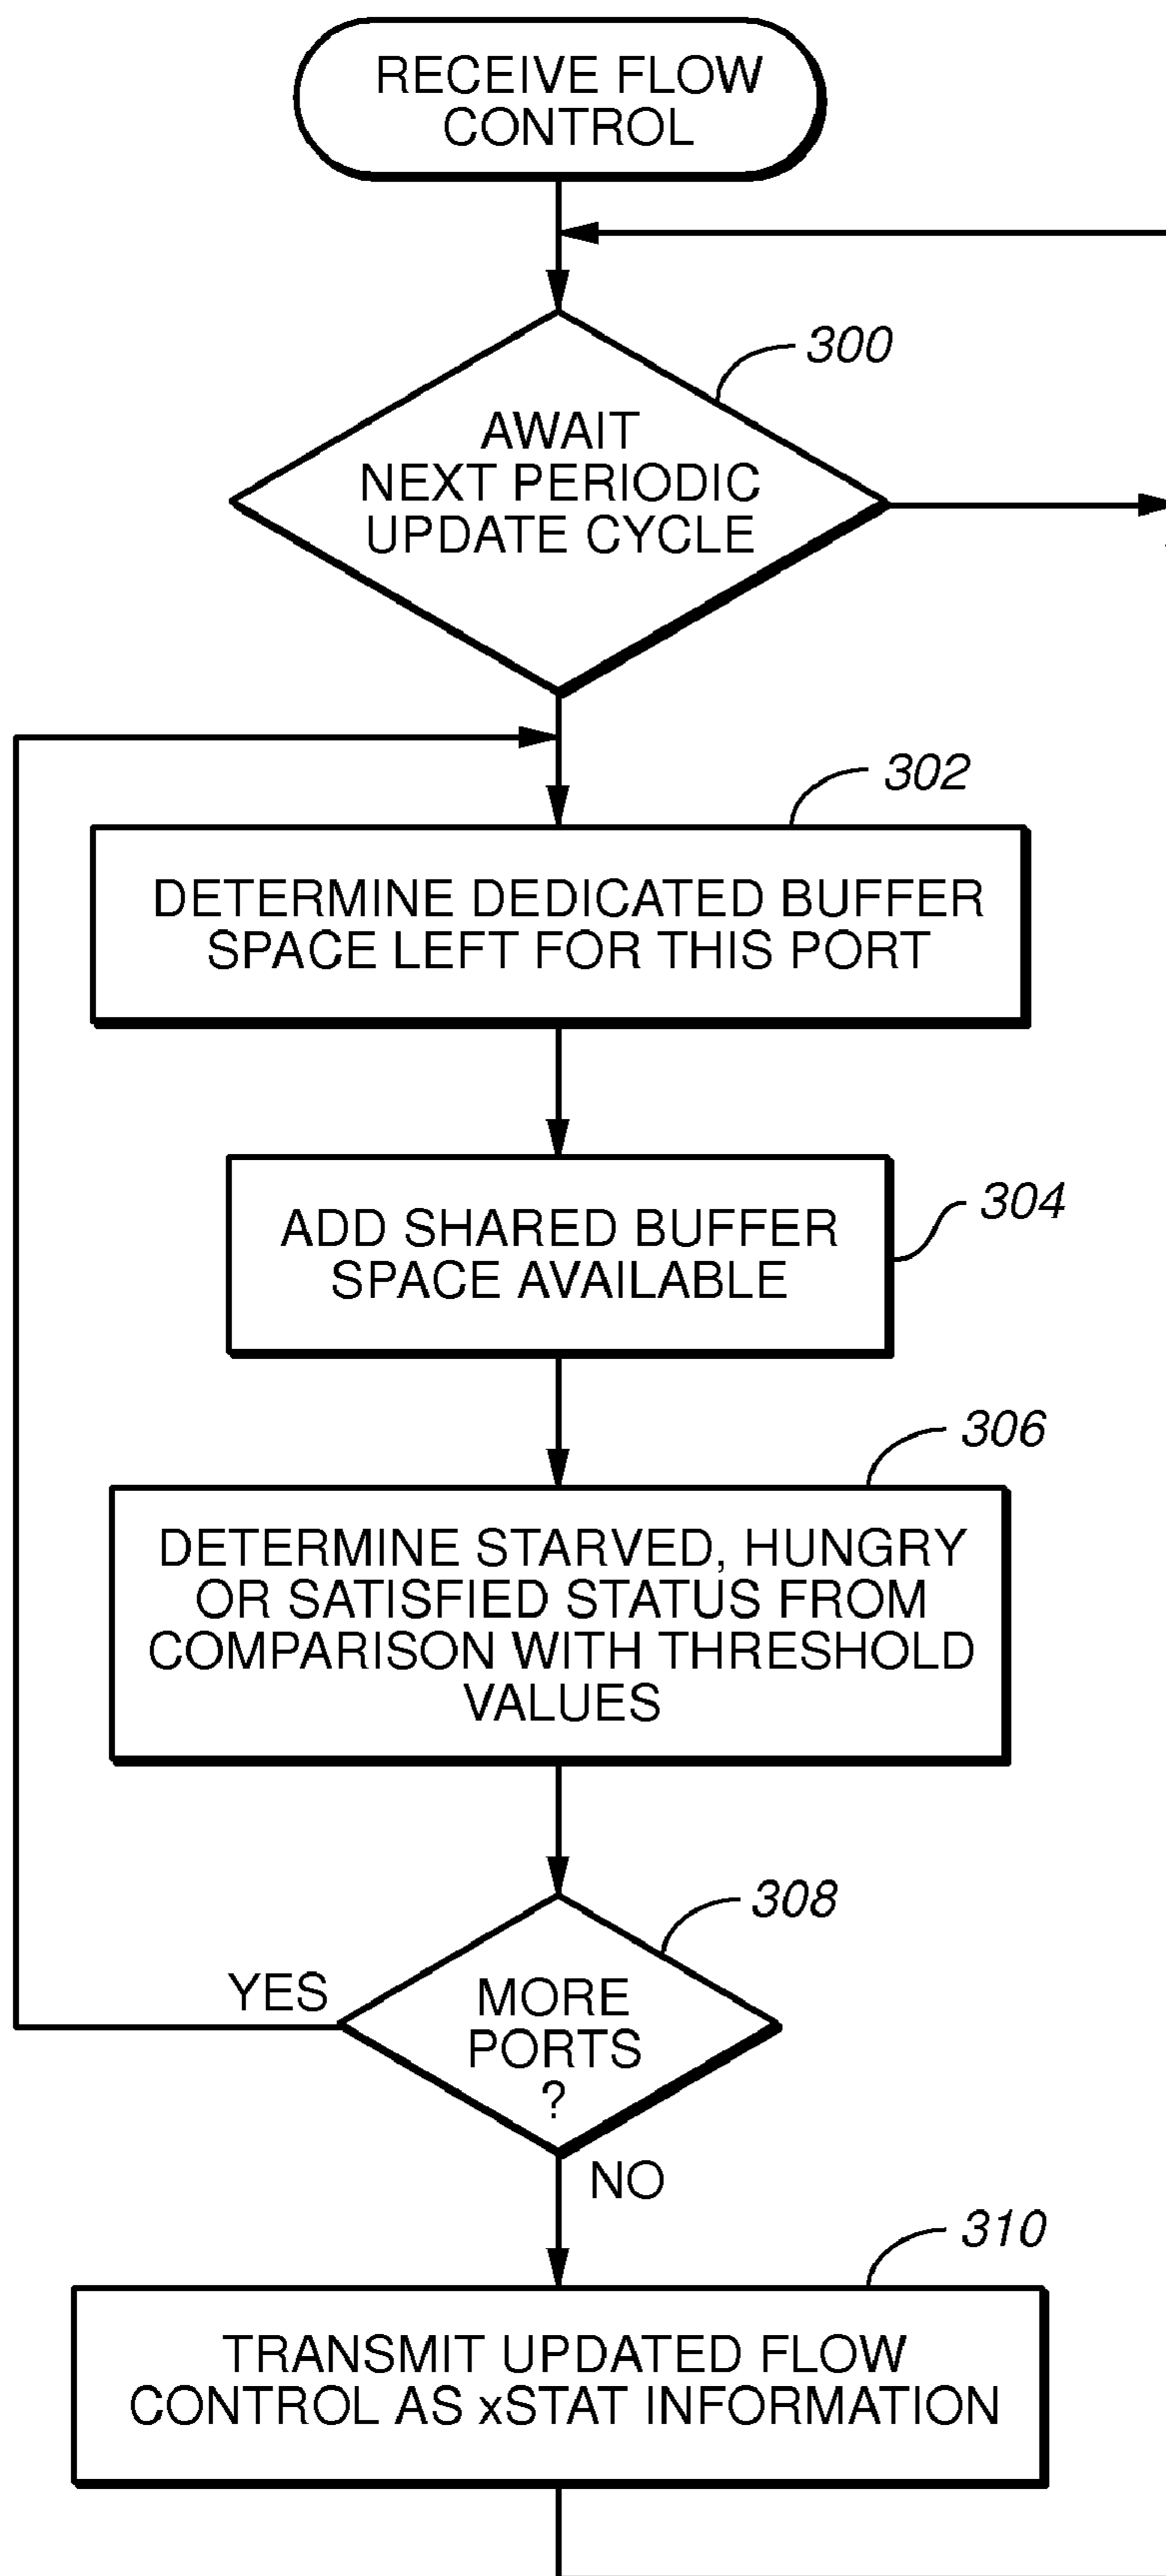 RECEIVE FLOW
CONTROL
300
AWAIT
NEXT PERIODIC
UPDATE CYCLE
302
DETERMINE DEDICATED BUFFER
SPACE LEFT FOR THIS PORT
304
ADD SHARED BUFFER
SPACE AVAILABLE
306
DETERMINE STARVED, HUNGRY
OR SATISFIED STATUS FROM
COMPARISON WITH THRESHOLD
VALUES
308
YES
MORE
PORTS
?
NO
310
TRANSMIT UPDATED FLOW
CONTROL AS xSTAT INFORMATION